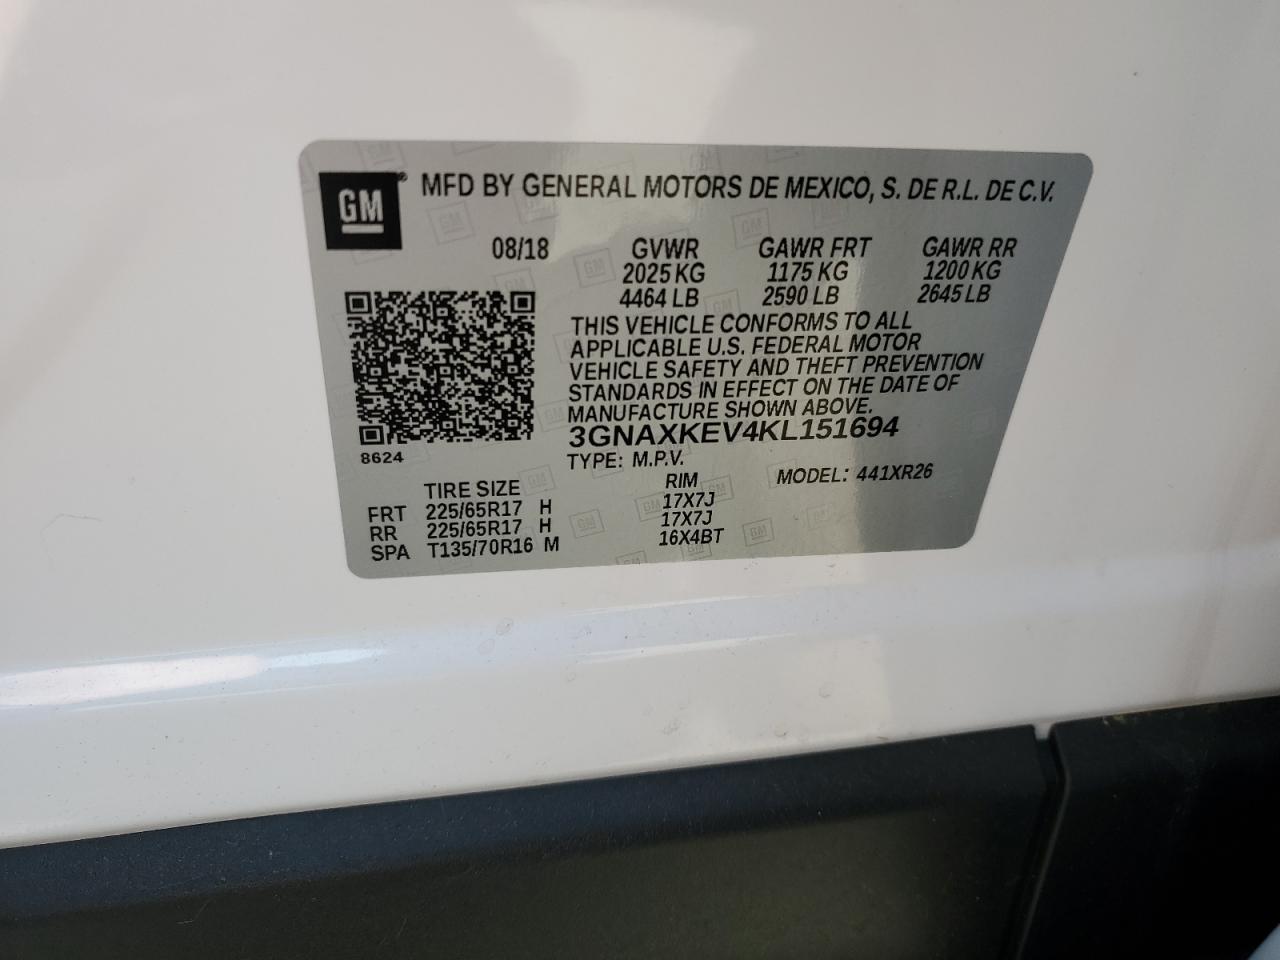 GM® MFD BY GENERAL MOTORS DE MEXICO, S. DE R.L. DE C.V.
08/18 GVWR GAWR FRT GAWR RR
2025 KG 1175 KG 1200 KG
4464 LB 2590 LB 2645 LB
THIS VEHICLE CONFORMS TO ALL
APPLICABLE U.S. FEDERAL MOTOR
VEHICLE SAFETY AND THEFT PREVENTION
STANDARDS IN EFFECT ON THE DATE OF
MANUFACTURE SHOWN ABOVE.
3GNAXKEV4KL151694
8624
TYPE: M.P.V. MODEL: 441XR26
TIRE SIZE RIM
FRT 225/65R17 H 17X7J
RR 225/65R17 H 17X7J
SPA T135/70R16 M 16X4BT